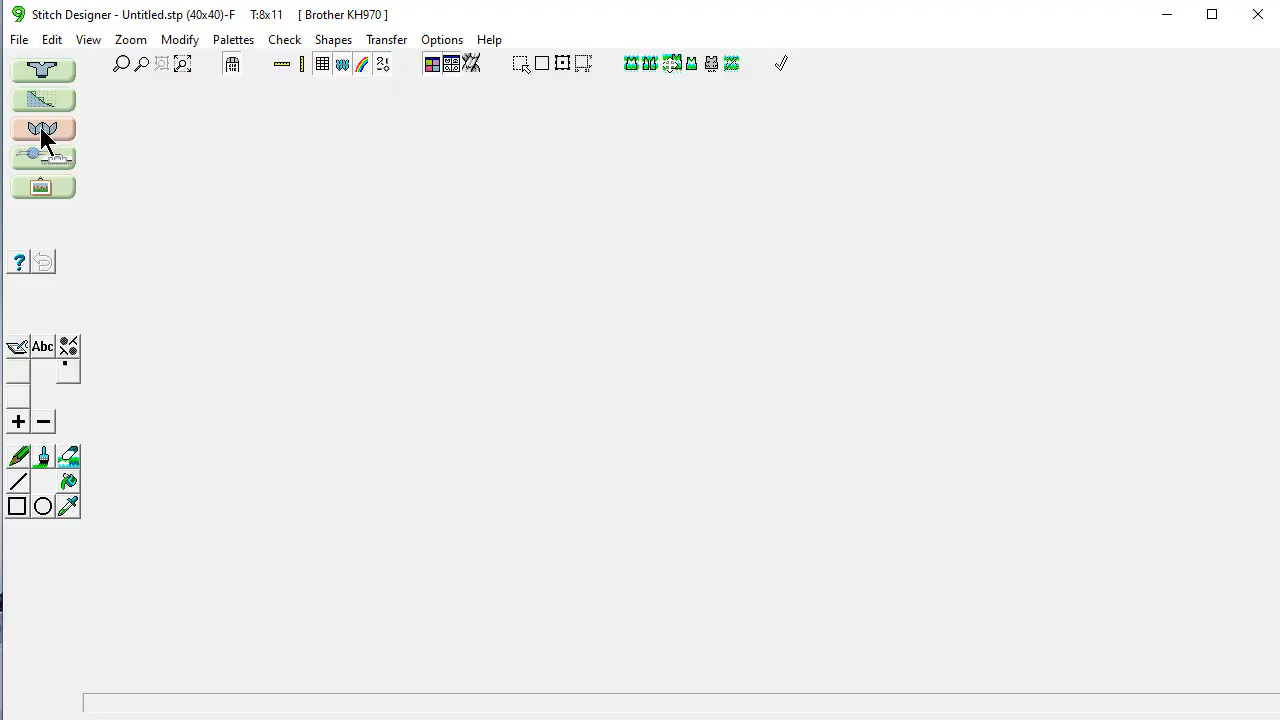 Stitch Designer - Untitled.stp (40x40)-F T:8x11 [ Brother KH970 ]
File Edit View Zoom Modify Palettes Check Shapes Transfer Options Help
?
Abc